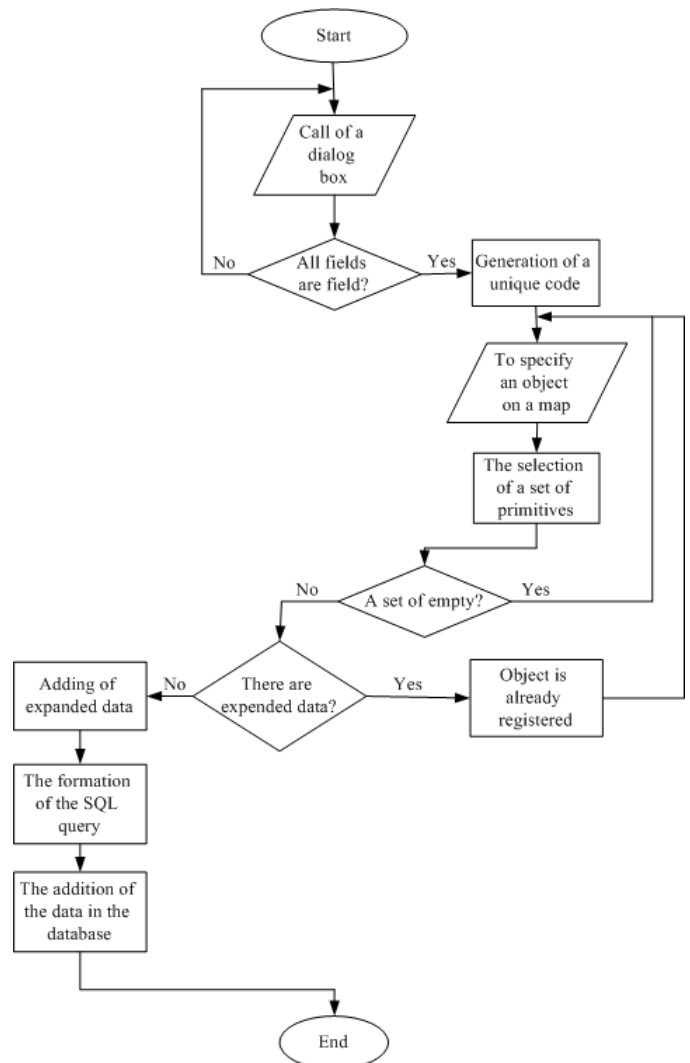 Start
Call of a
dialog
box
No
All fields
are field?
Yes
Generation of a
unique code
To specify
an object
on a map
The selection
of a set of
primitives
No
A set of empty?
Yes
Adding of
expanded data
No
There are
expended data?
Yes
Object is
already
registered
The formation
of the SQL
query
The addition of
the data in the
database
End